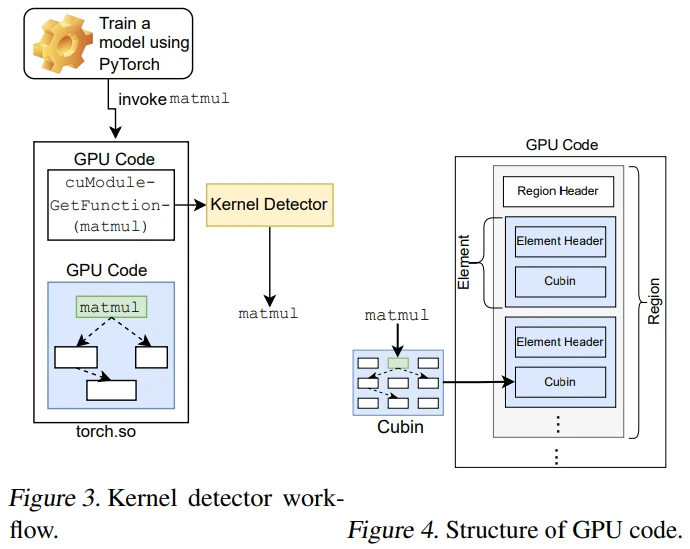 Train a
model using
PyTorch
invoke matmul
GPU Code
cuModule-
GetFunction-
(matmul)
Kernel Detector
GPU Code
matmul
matmul
torch.so
GPU Code
Region Header
Element Header
Cubin
Element
Element Header
Cubin
Region
matmul
Cubin
⋮
⋮
Figure 3. Kernel detector work-
flow.
Figure 4. Structure of GPU code.